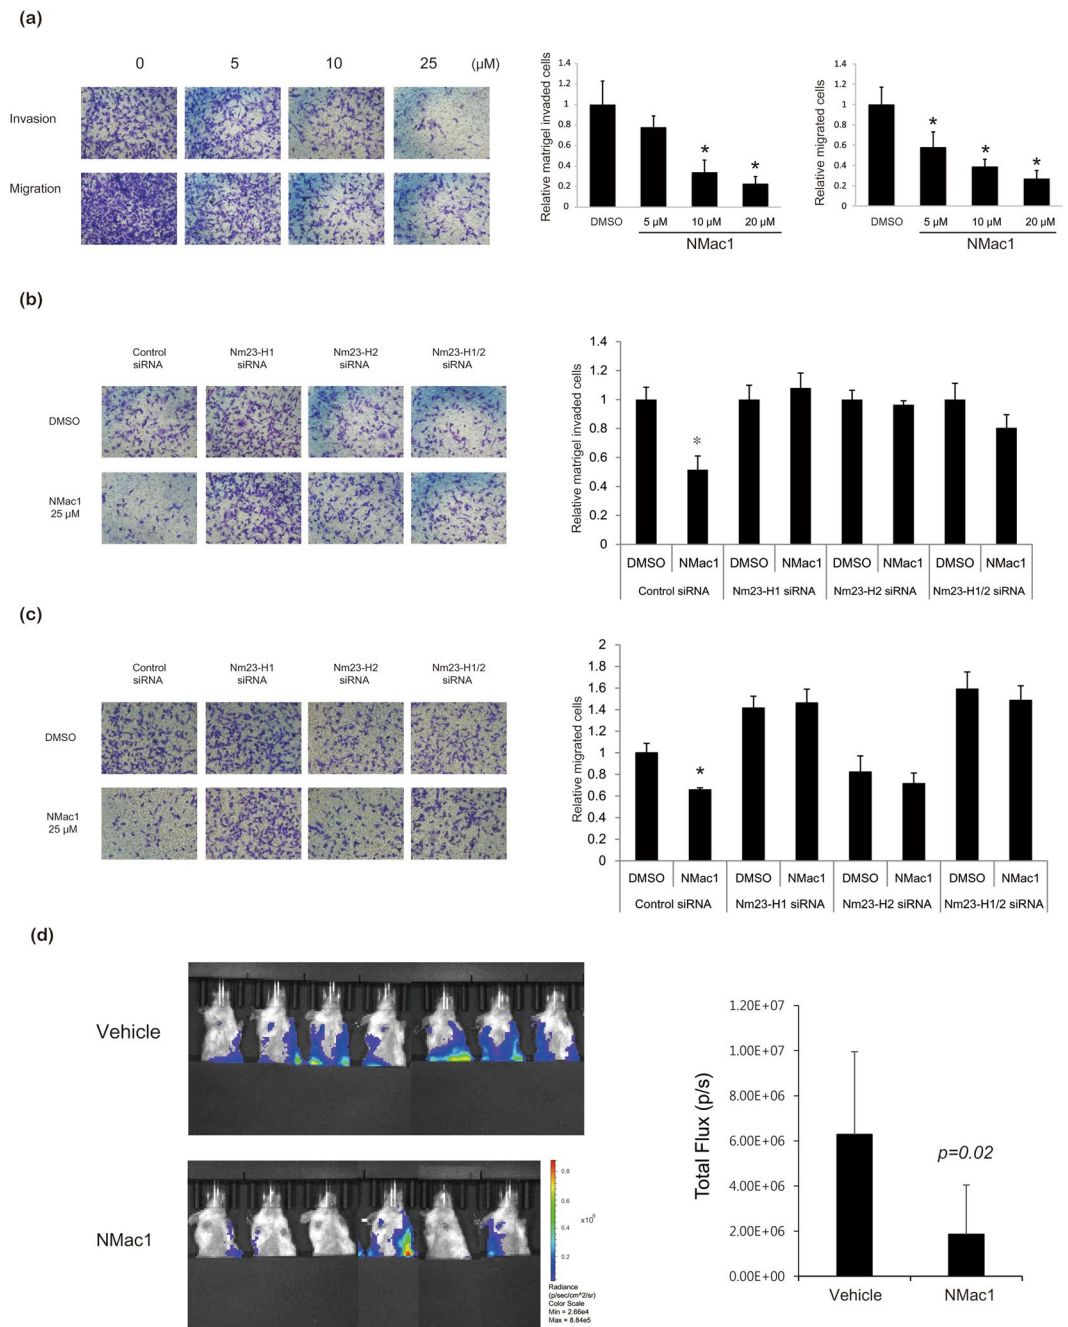 (a)
0 5 10 25 (μM)
Invasion
Migration
Relative matrigel invaded cells
1.4
1.2
1
0.8
0.6
0.4
0.2
0
* *
DMSO 5 μM 10 μM 20 μM
NMac1
Relative migrated cells
1.4
1.2
1
0.8
0.6
0.4
0.2
0
* * *
DMSO 5 μM 10 μM 20 μM
NMac1
(b)
Control siRNA
Nm23-H1 siRNA
Nm23-H2 siRNA
Nm23-H1/2 siRNA
DMSO
NMac1
25 μM
Relative matrigel invaded cells
1.4
1.2
1
0.8
0.6
0.4
0.2
0
*
DMSO NMac1 DMSO NMac1 DMSO NMac1 DMSO NMac1
Control siRNA Nm23-H1 siRNA Nm23-H2 siRNA Nm23-H1/2 siRNA
(c)
Control siRNA
Nm23-H1 siRNA
Nm23-H2 siRNA
Nm23-H1/2 siRNA
DMSO
NMac1
25 μM
Relative migrated cells
2
1.8
1.6
1.4
1.2
1
0.8
0.6
0.4
0.2
0
*
DMSO NMac1 DMSO NMac1 DMSO NMac1 DMSO NMac1
Control siRNA Nm23-H1 siRNA Nm23-H2 siRNA Nm23-H1/2 siRNA
(d)
Vehicle
NMac1
0.8
0.6
0.4
0.2
Radiance
(p/sec/cm^2/sr)
Color Scale
Min = 2.66e4
Max = 8.84e5
Total Flux (p/s)
1.20E+07
1.00E+07
8.00E+06
6.00E+06
4.00E+06
2.00E+06
0.00E+00
p=0.02
Vehicle NMac1